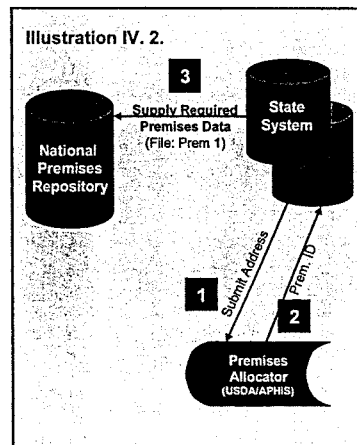 Illustration IV. 2.
3
Supply Required
Premises Data
(File: Prem 1)
State
System
National
Premises
Repository
1
Submit Address
Prem. ID
2
Premises
Allocator
(USDA/APHIS)